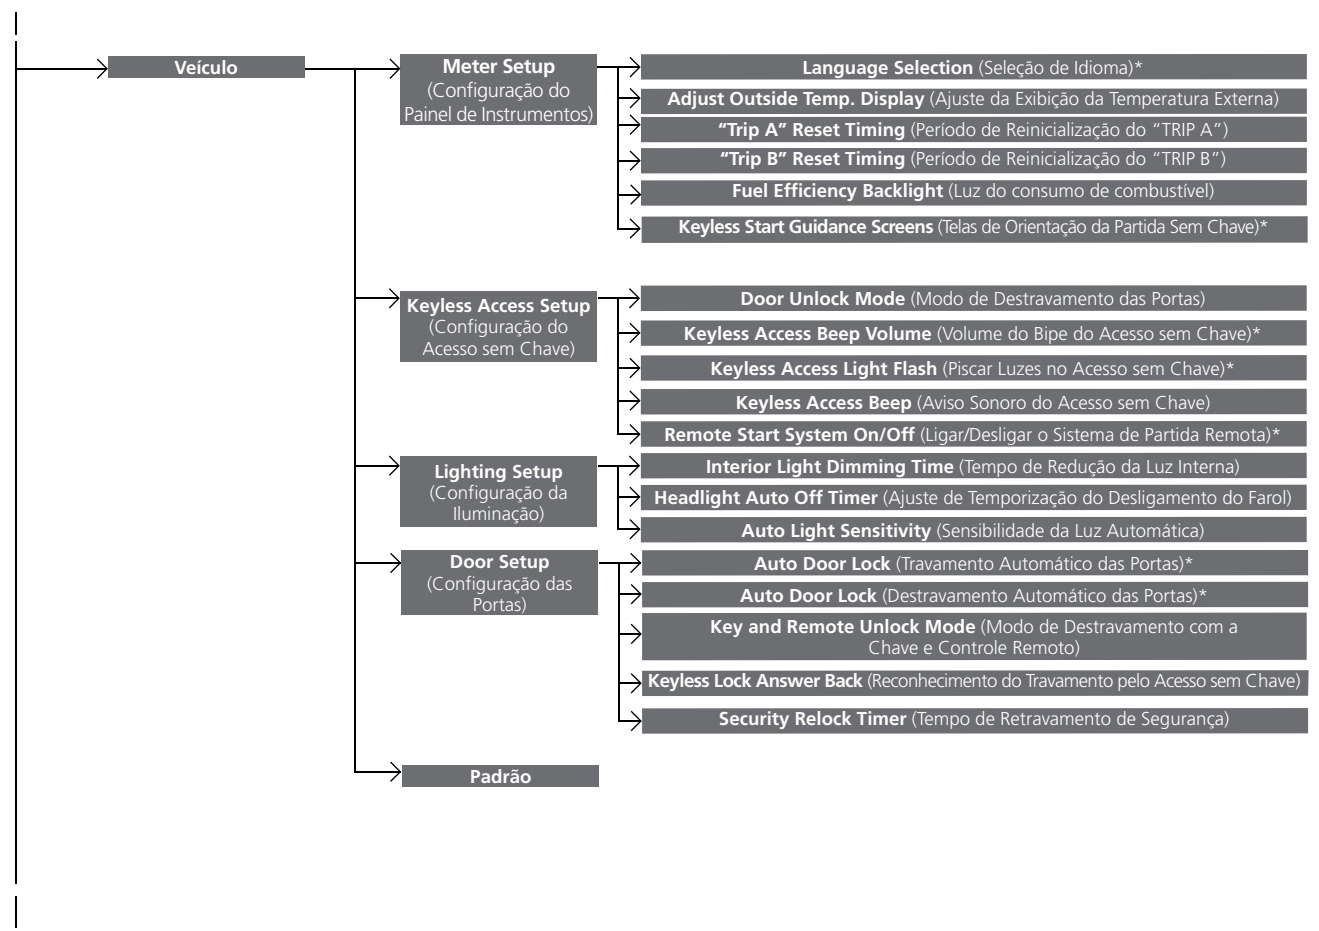 Veículo
Meter Setup
(Configuração do
Painel de Instrumentos)
Language Selection (Seleção de Idioma)*
Adjust Outside Temp. Display (Ajuste da Exibição da Temperatura Externa)
“Trip A” Reset Timing (Período de Reinicialização do “TRIP A”)
“Trip B” Reset Timing (Período de Reinicialização do “TRIP B”)
Fuel Efficiency Backlight (Luz do consumo de combustível)
Keyless Start Guidance Screens (Telas de Orientação da Partida Sem Chave)*
Keyless Access Setup
(Configuração do
Acesso sem Chave)
Door Unlock Mode (Modo de Destravamento das Portas)
Keyless Access Beep Volume (Volume do Bipe do Acesso sem Chave)*
Keyless Access Light Flash (Piscar Luzes no Acesso sem Chave)*
Keyless Access Beep (Aviso Sonoro do Acesso sem Chave)
Remote Start System On/Off (Ligar/Desligar o Sistema de Partida Remota)*
Lighting Setup
(Configuração da
Iluminação)
Interior Light Dimming Time (Tempo de Redução da Luz Interna)
Headlight Auto Off Timer (Ajuste de Temporização do Desligamento do Farol)
Auto Light Sensitivity (Sensibilidade da Luz Automática)
Door Setup
(Configuração das
Portas)
Auto Door Lock (Travamento Automático das Portas)*
Auto Door Lock (Destravamento Automático das Portas)*
Key and Remote Unlock Mode (Modo de Destravamento com a
Chave e Controle Remoto)
Keyless Lock Answer Back (Reconhecimento do Travamento pelo Acesso sem Chave)
Security Relock Timer (Tempo de Retravamento de Segurança)
Padrão